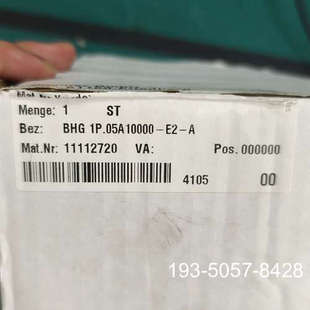 Menge: 1 ST
Bez: BHG 1P.05A10000-E2-A
Mat.Nr: 11112720 VA: Pos. 000000
4105 00
193-5057-8428